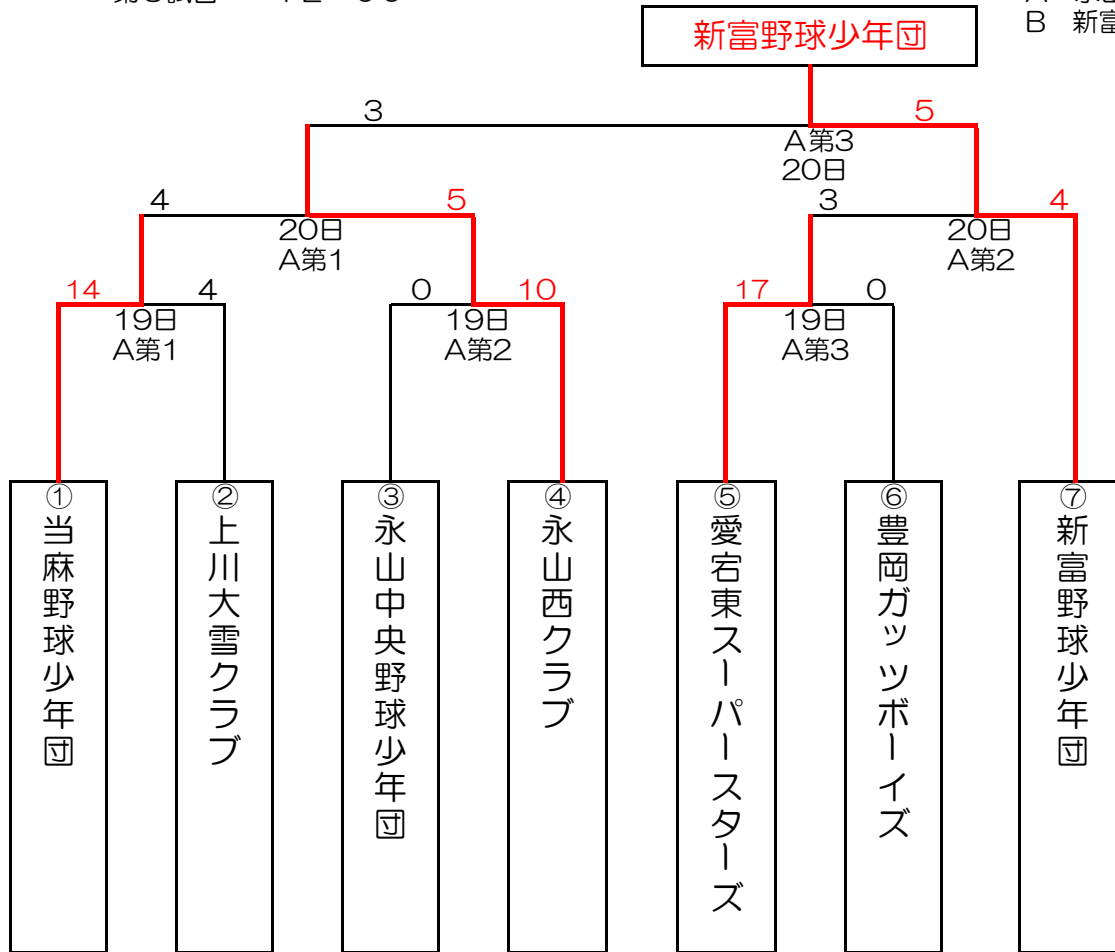 新富野球少年団
B 新富
3
5
A第3
20日
4
5
3
4
20日
A第1
20日
A第2
14
4
0
10
17
0
19日
A第1
19日
A第2
19日
A第3
①当麻野球少年団
②上川大雪クラブ
③永山中央野球少年団
④永山西クラブ
⑤愛宕東スーパースターズ
⑥豊岡ガッツボーイズ
⑦新富野球少年団